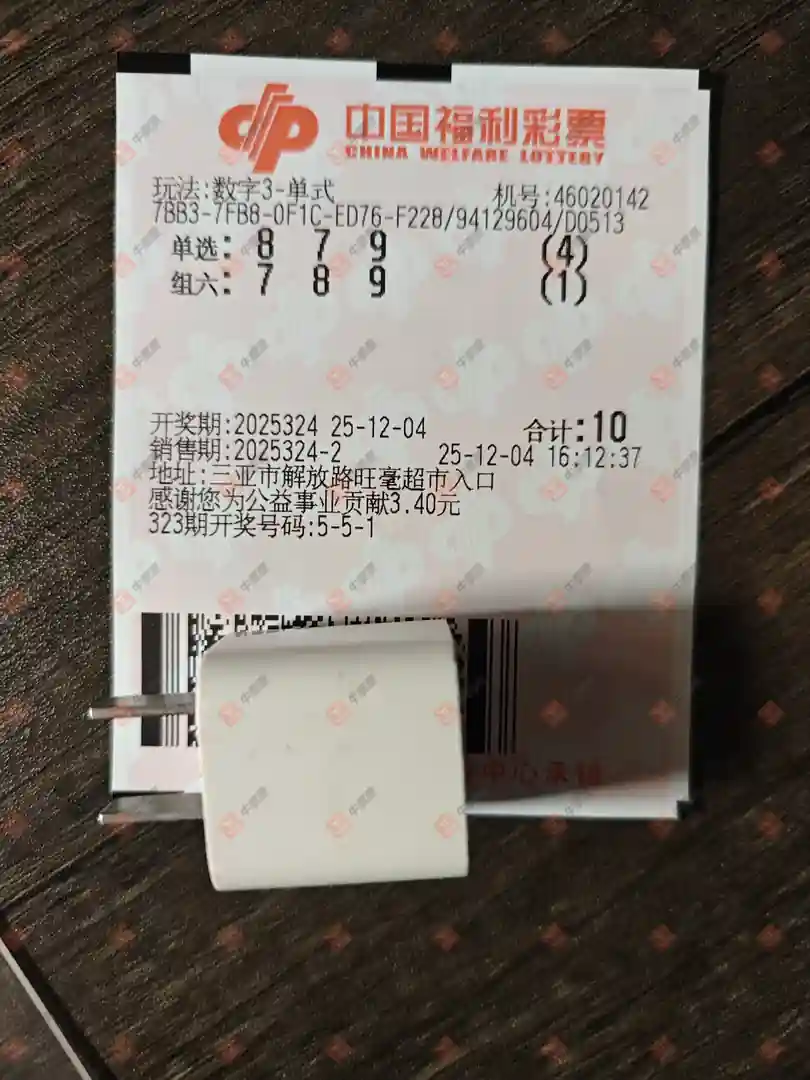 中国福利彩票
CHINA WELFARE LOTTERY
玩法:数字3-单式 机号:46020142
7BB3-7FB8-0F1C-ED76-F228/94129604/D0513
单选: 8 7 9 (4)
组六: 7 8 9 (1)
开奖期:2025324 25-12-04 合计:10
销售期:2025324-2 25-12-04 16:12:37
地址:三亚市解放路旺毫超市入口
感谢您为公益事业贡献3.40元
323期开奖号码:5-5-1
中心承销